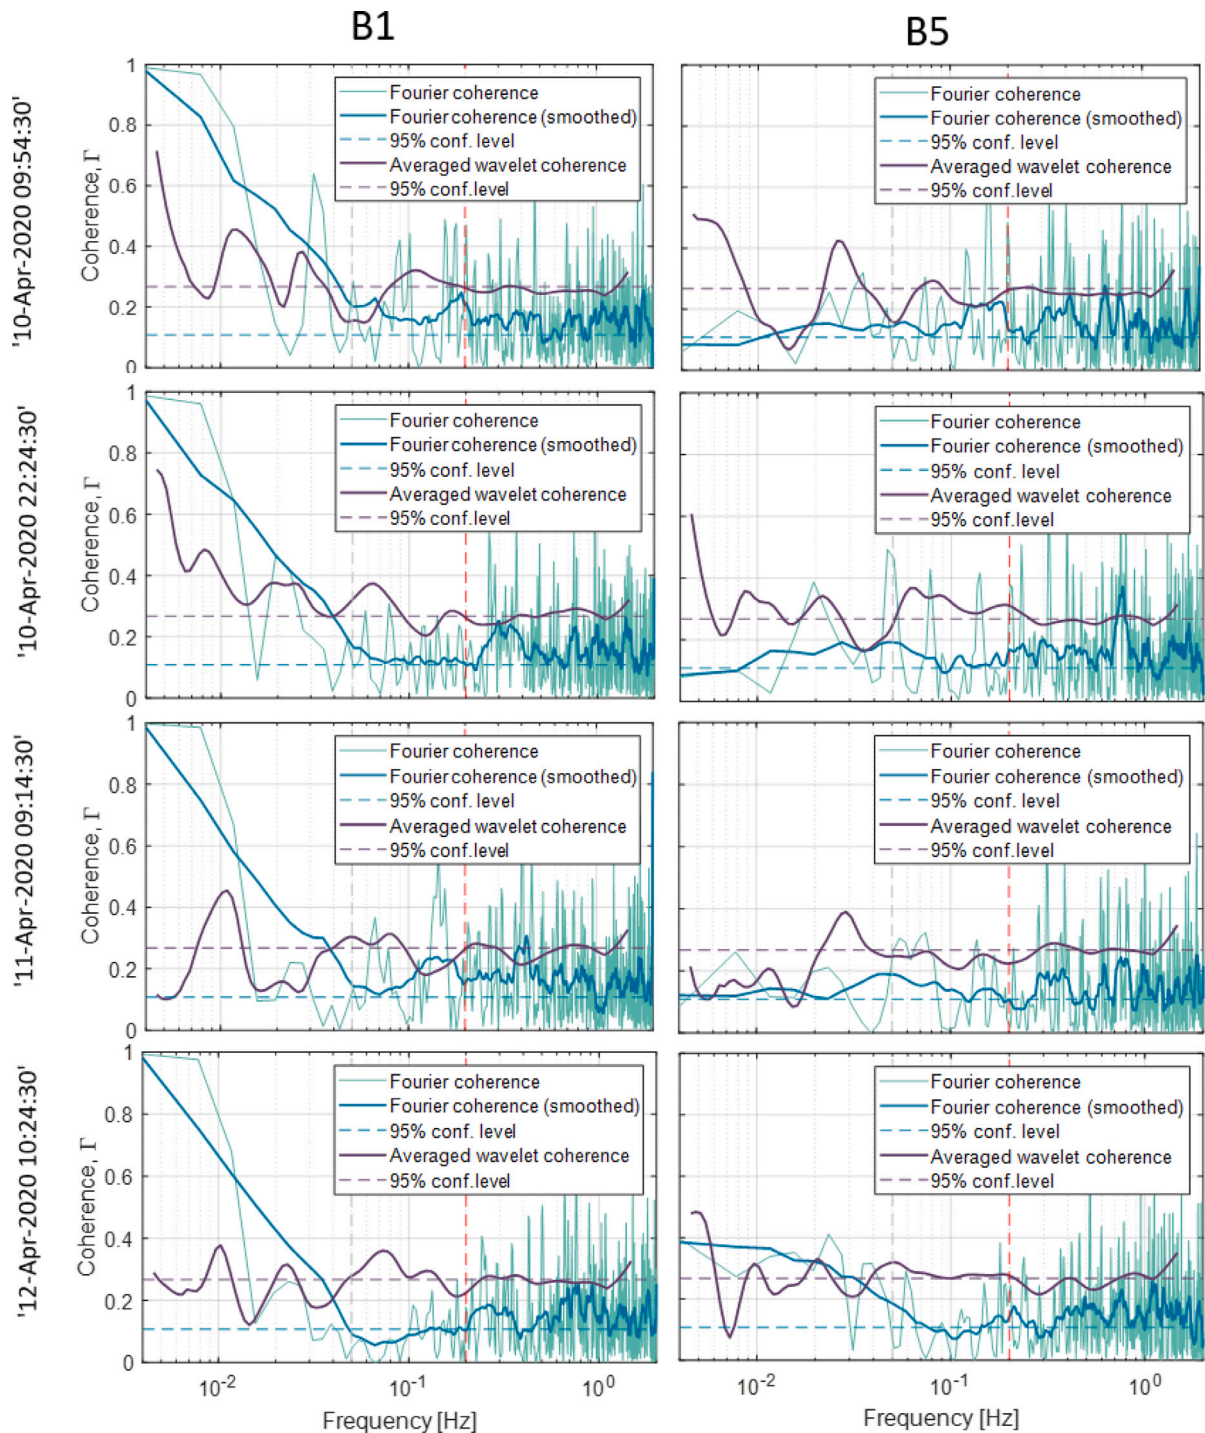 B1
B5
'10-Apr-2020 09:54:30'
Coherence, Γ
1
0.8
0.6
0.4
0.2
0
Fourier coherence
Fourier coherence (smoothed)
95% conf. level
Averaged wavelet coherence
95% conf.level
Fourier coherence
Fourier coherence (smoothed)
95% conf. level
Averaged wavelet coherence
95% conf.level
'10-Apr-2020 22:24:30'
Coherence, Γ
1
0.8
0.6
0.4
0.2
0
Fourier coherence
Fourier coherence (smoothed)
95% conf. level
Averaged wavelet coherence
95% conf.level
Fourier coherence
Fourier coherence (smoothed)
95% conf. level
Averaged wavelet coherence
95% conf.level
'11-Apr-2020 09:14:30'
Coherence, Γ
1
0.8
0.6
0.4
0.2
0
Fourier coherence
Fourier coherence (smoothed)
95% conf. level
Averaged wavelet coherence
95% conf.level
Fourier coherence
Fourier coherence (smoothed)
95% conf. level
Averaged wavelet coherence
95% conf.level
'12-Apr-2020 10:24:30'
Coherence, Γ
1
0.8
0.6
0.4
0.2
0
Fourier coherence
Fourier coherence (smoothed)
95% conf. level
Averaged wavelet coherence
95% conf.level
Fourier coherence
Fourier coherence (smoothed)
95% conf. level
Averaged wavelet coherence
95% conf.level
10⁻² 10⁻¹ 10⁰
10⁻² 10⁻¹ 10⁰
Frequency [Hz]
Frequency [Hz]